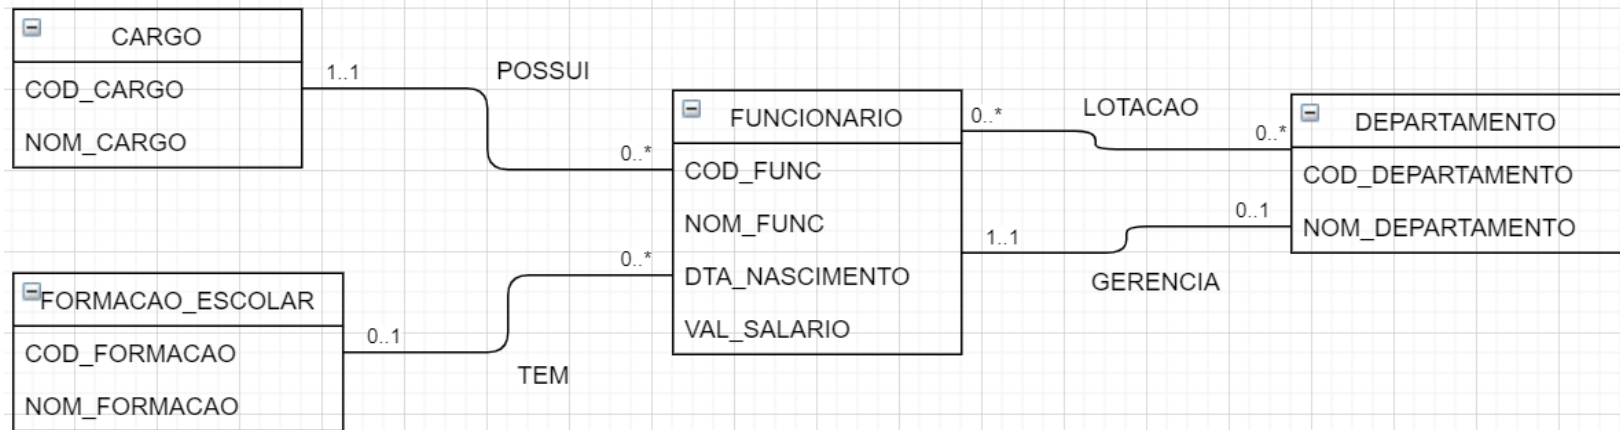 CARGO
COD_CARGO
NOM_CARGO
1..1
POSSUI
0..*
FORMACAO_ESCOLAR
COD_FORMACAO
NOM_FORMACAO
0..1
TEM
0..*
FUNCIONARIO
COD_FUNC
NOM_FUNC
DTA_NASCIMENTO
VAL_SALARIO
0..*
LOTACAO
0..*
1..1
GERENCIA
0..1
DEPARTAMENTO
COD_DEPARTAMENTO
NOM_DEPARTAMENTO